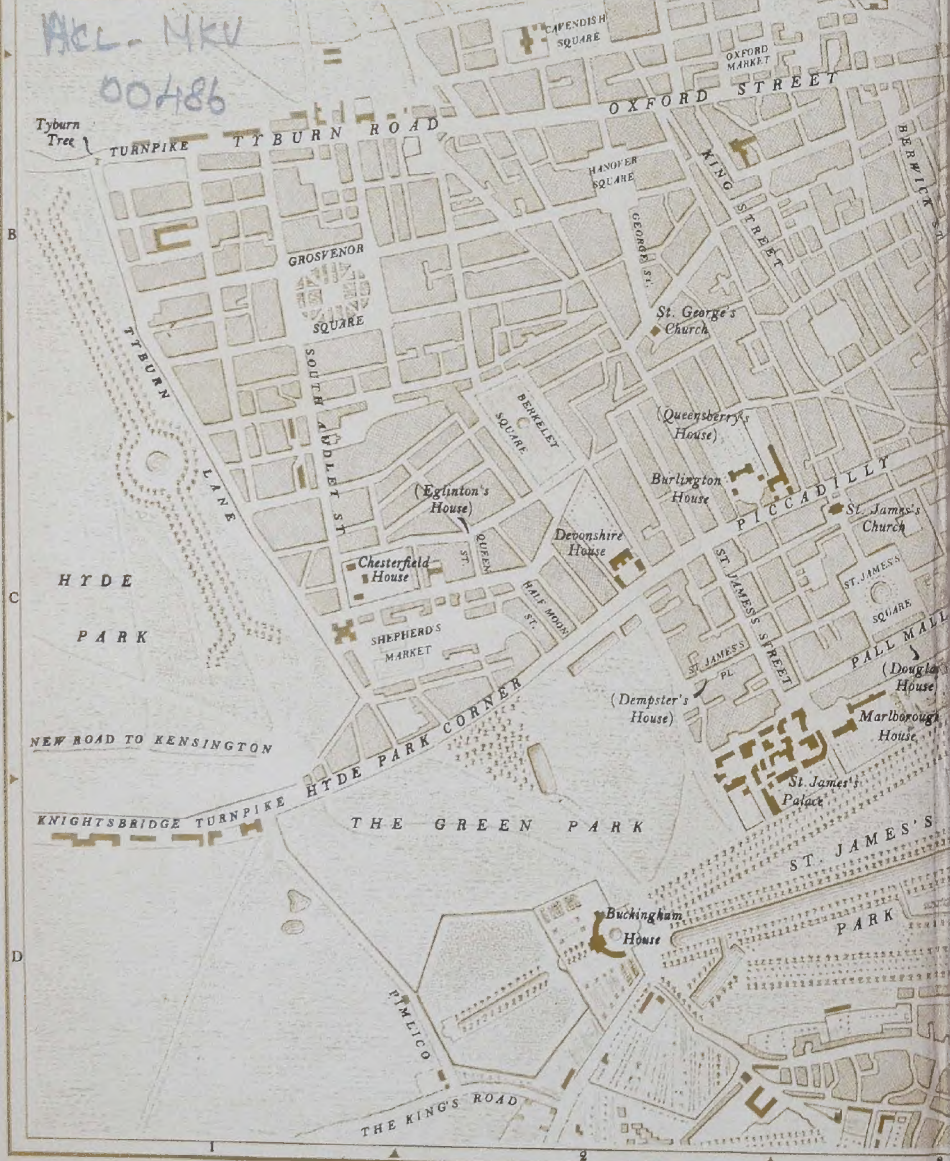 ACL - MKV
00486
CAVENDISH
SQUARE
OXFORD
MARKET
OXFORD STREET
Tyburn
Tree
TURNPIKE
TYBURN ROAD
HANOVER
SQUARE
KING STREET
BERWICK ST.
B
GROSVENOR
SQUARE
GEORGE ST.
St. George's
Church
TYBURN LANE
SOUTH AUDLEY ST
BERKELEY
SQUARE
(Queensberry's
House)
Burlington
House
PICCADILLY
(Eglinton's
House)
QUEEN
ST.
Devonshire
House
St. James's
Church
Chesterfield
House
ST. JAMES'S STREET
ST. JAMES'S
SQUARE
HYDE
PARK
C
HALF MOON
ST.
SHEPHERD'S
MARKET
ST. JAMES'S
PL.
PALL MALL
(Douglas's
House)
(Dempster's
House)
Marlborough
House
NEW ROAD TO KENSINGTON
HYDE PARK CORNER
St. James's
Palace
KNIGHTSBRIDGE TURNPIKE
THE GREEN PARK
ST. JAMES'S
PARK
Buckingham
House
D
PIMLICO
THE KING'S ROAD
1
2